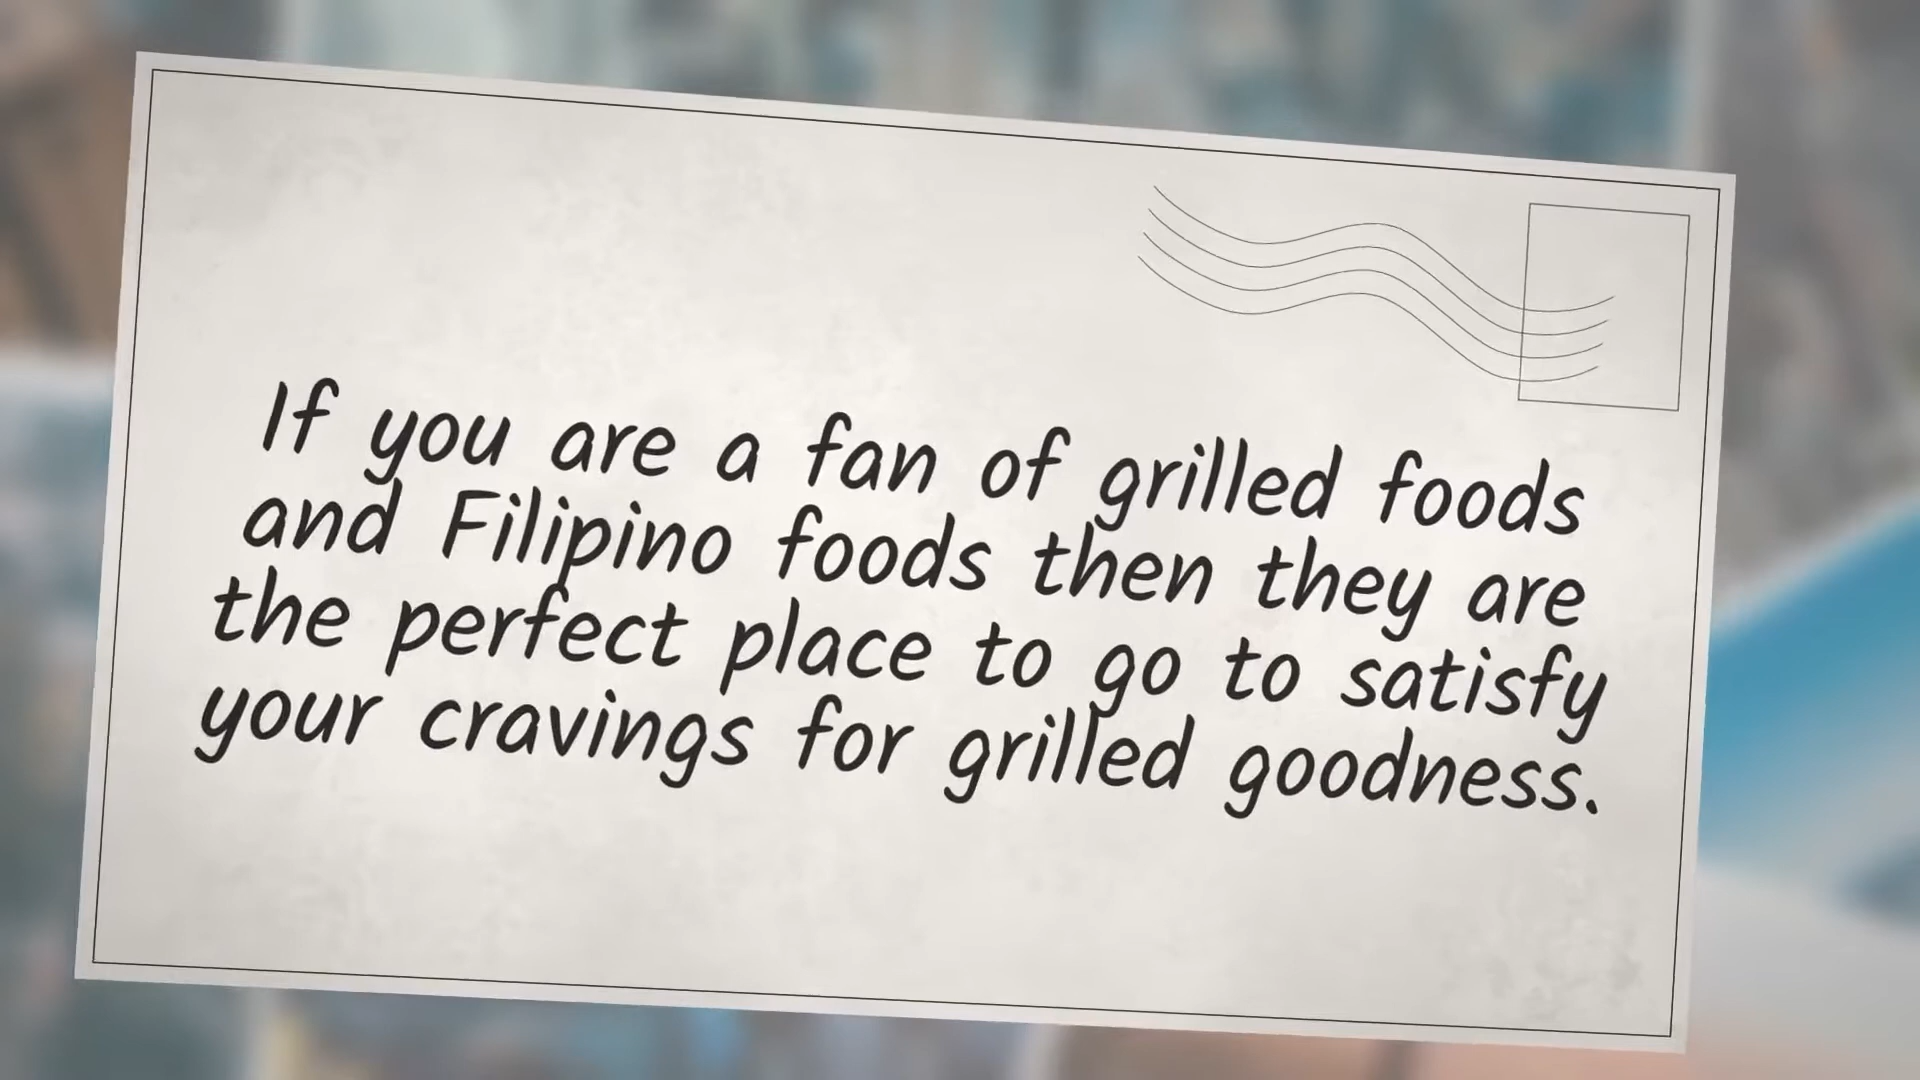 If you are a fan of grilled foods
and Filipino foods then they are
the perfect place to go to satisfy
your cravings for grilled goodness.